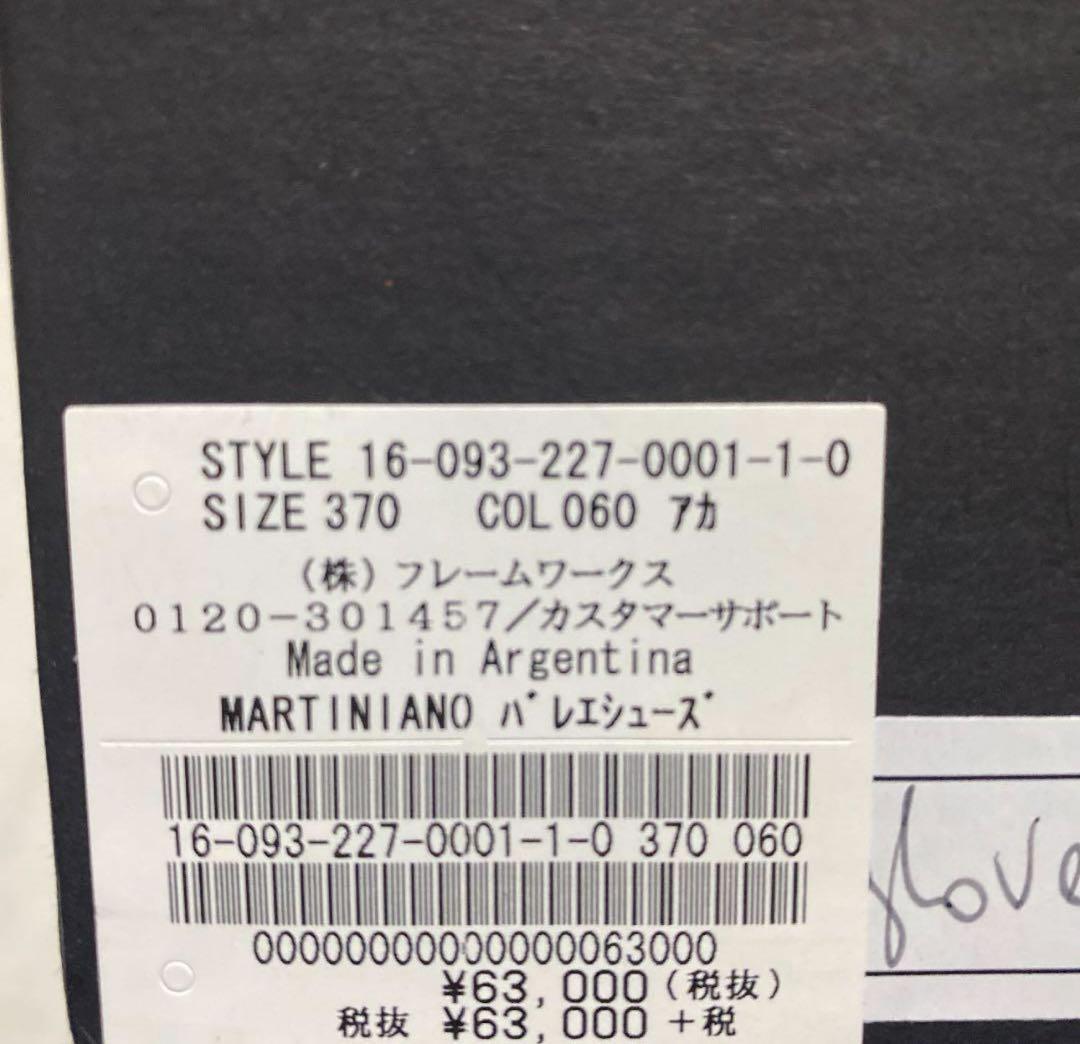 STYLE 16-093-227-0001-1-0
SIZE 370 COL 060 ｱｶ
(株)フレームワークス
0120-301457/カスタマーサポート
Made in Argentina
MARTINIANO ﾊﾞﾚｴｼｭｰｽﾞ
16-093-227-0001-1-0 370 060
glove
0000000000000000063000
¥63,000(税抜)
税抜 ¥63,000+税